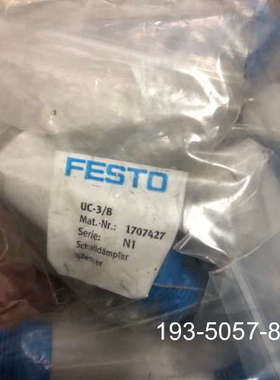 FESTO
UC-3/8
Mat.-Nr.: 1707427
Serie: N1
Schalldämpfer
193-5057-8